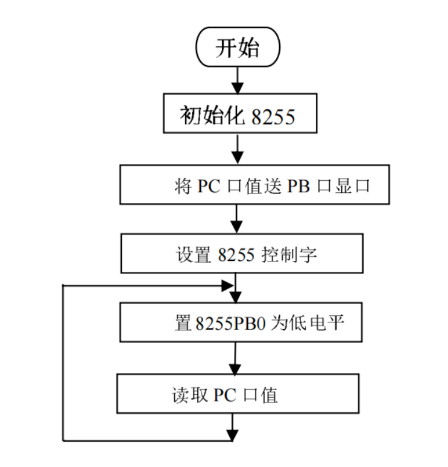 开始
初始化 8255
将 PC 口值送 PB 口显口
设置 8255 控制字
置 8255PB0 为低电平
读取 PC 口值